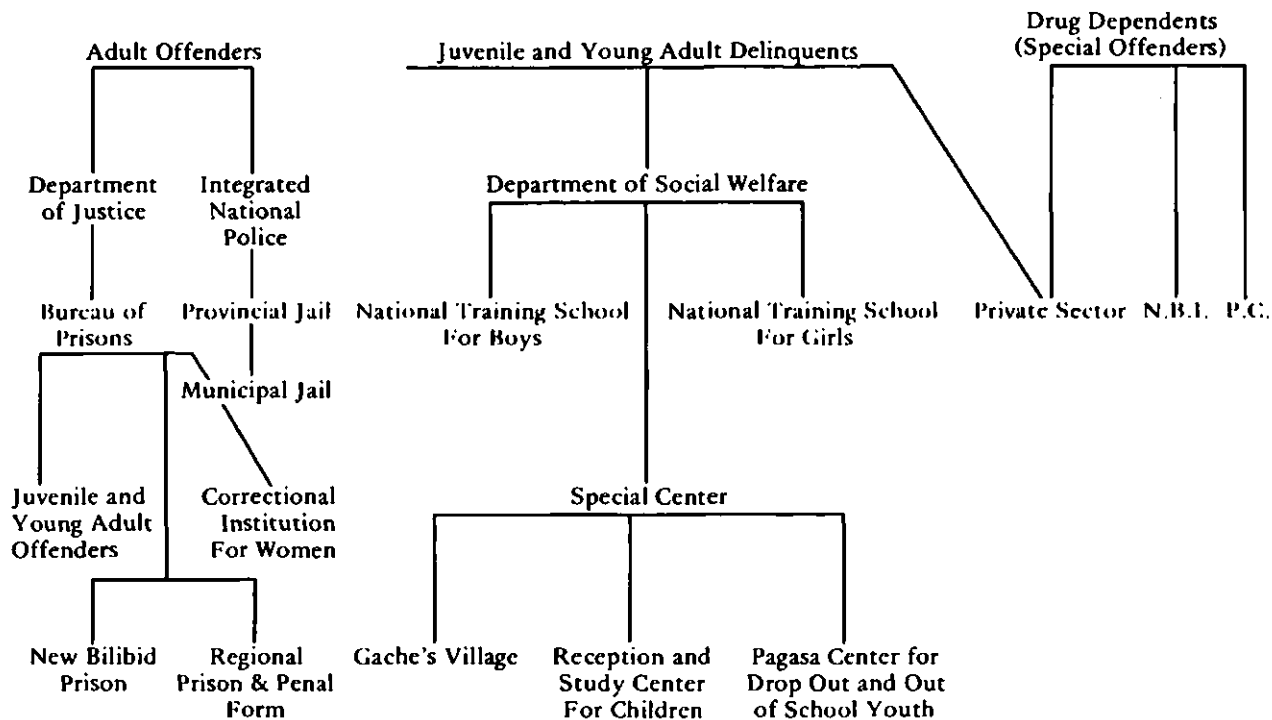 Adult Offenders
Juvenile and Young Adult Delinquents
Drug Dependents
(Special Offenders)
Department
of Justice
Integrated
National
Police
Department of Social Welfare
Bureau of
Prisons
Provincial Jail
National Training School
For Boys
National Training School
For Girls
Private Sector
N.B.I.
P.C.
Municipal Jail
Juvenile and
Young Adult
Offenders
Correctional
Institution
For Women
Special Center
New Bilibid
Prison
Regional
Prison & Penal
Form
Gache's Village
Reception and
Study Center
For Children
Pagasa Center for
Drop Out and Out
of School Youth